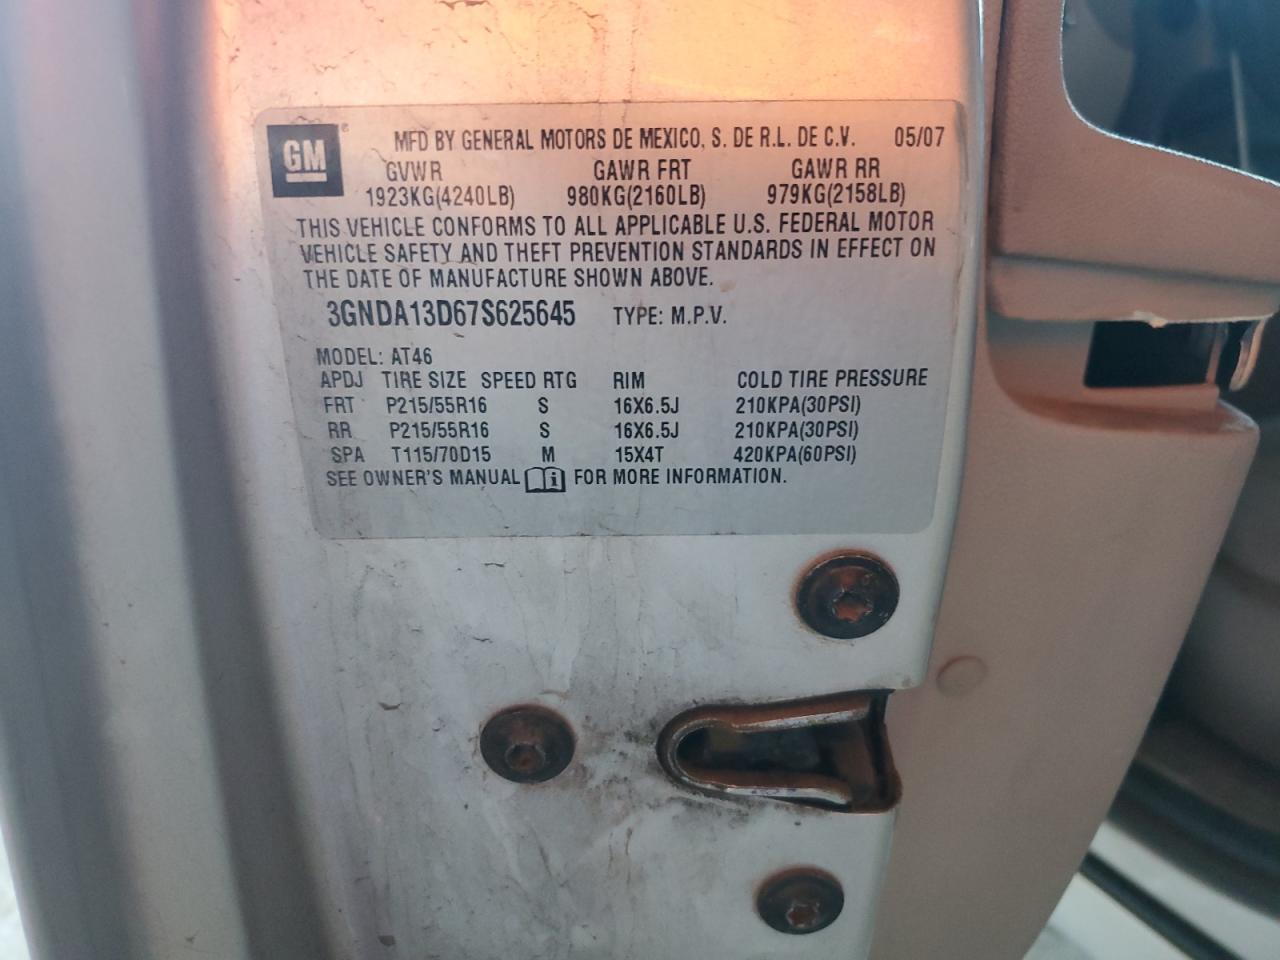 GM ®
MFD BY GENERAL MOTORS DE MEXICO, S. DE R.L. DE C.V. 05/07
GVWR GAWR FRT GAWR RR
1923KG(4240LB) 980KG(2160LB) 979KG(2158LB)
THIS VEHICLE CONFORMS TO ALL APPLICABLE U.S. FEDERAL MOTOR
VEHICLE SAFETY AND THEFT PREVENTION STANDARDS IN EFFECT ON
THE DATE OF MANUFACTURE SHOWN ABOVE.
3GNDA13D67S625645 TYPE: M.P.V.
MODEL: AT46
APDJ TIRE SIZE SPEED RTG RIM COLD TIRE PRESSURE
FRT P215/55R16 S 16X6.5J 210KPA(30PSI)
RR P215/55R16 S 16X6.5J 210KPA(30PSI)
SPA T115/70D15 M 15X4T 420KPA(60PSI)
SEE OWNER'S MANUAL i FOR MORE INFORMATION.